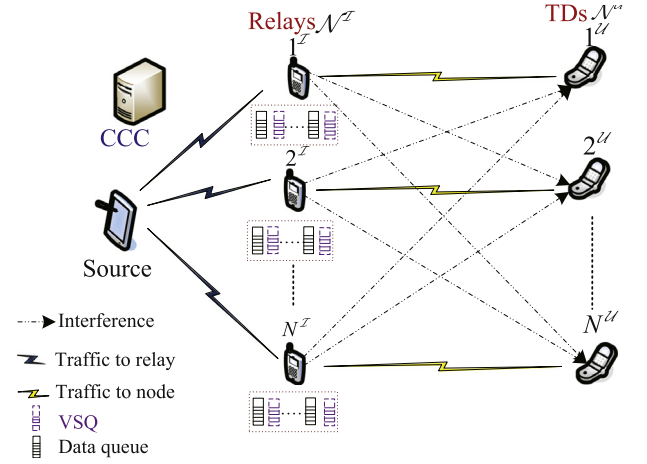 Relays 𝒩^ℐ
TDs 𝒩^𝒰
1^ℐ
1^𝒰
CCC
2^ℐ
2^𝒰
Source
N^ℐ
N^𝒰
Interference
Traffic to relay
Traffic to node
VSQ
Data queue